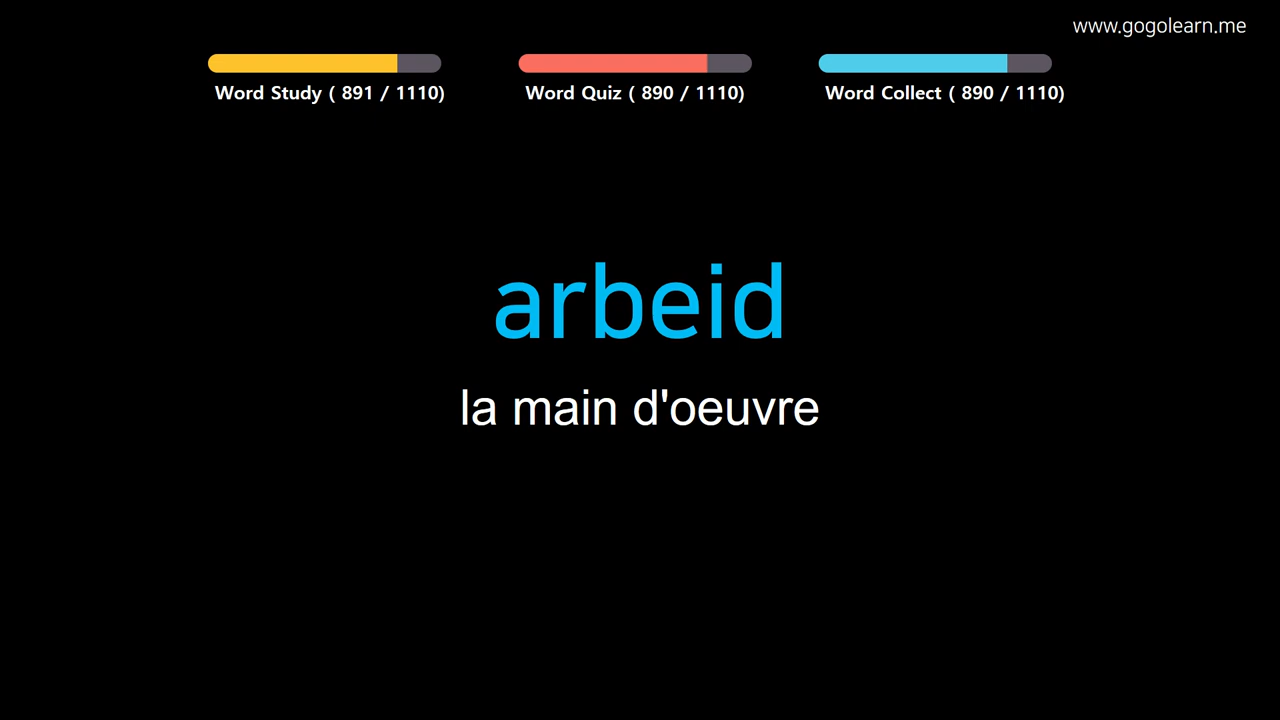 www.gogolearn.me
Word Study ( 891 / 1110)
Word Quiz ( 890 / 1110)
Word Collect ( 890 / 1110)
arbeid
la main d'oeuvre